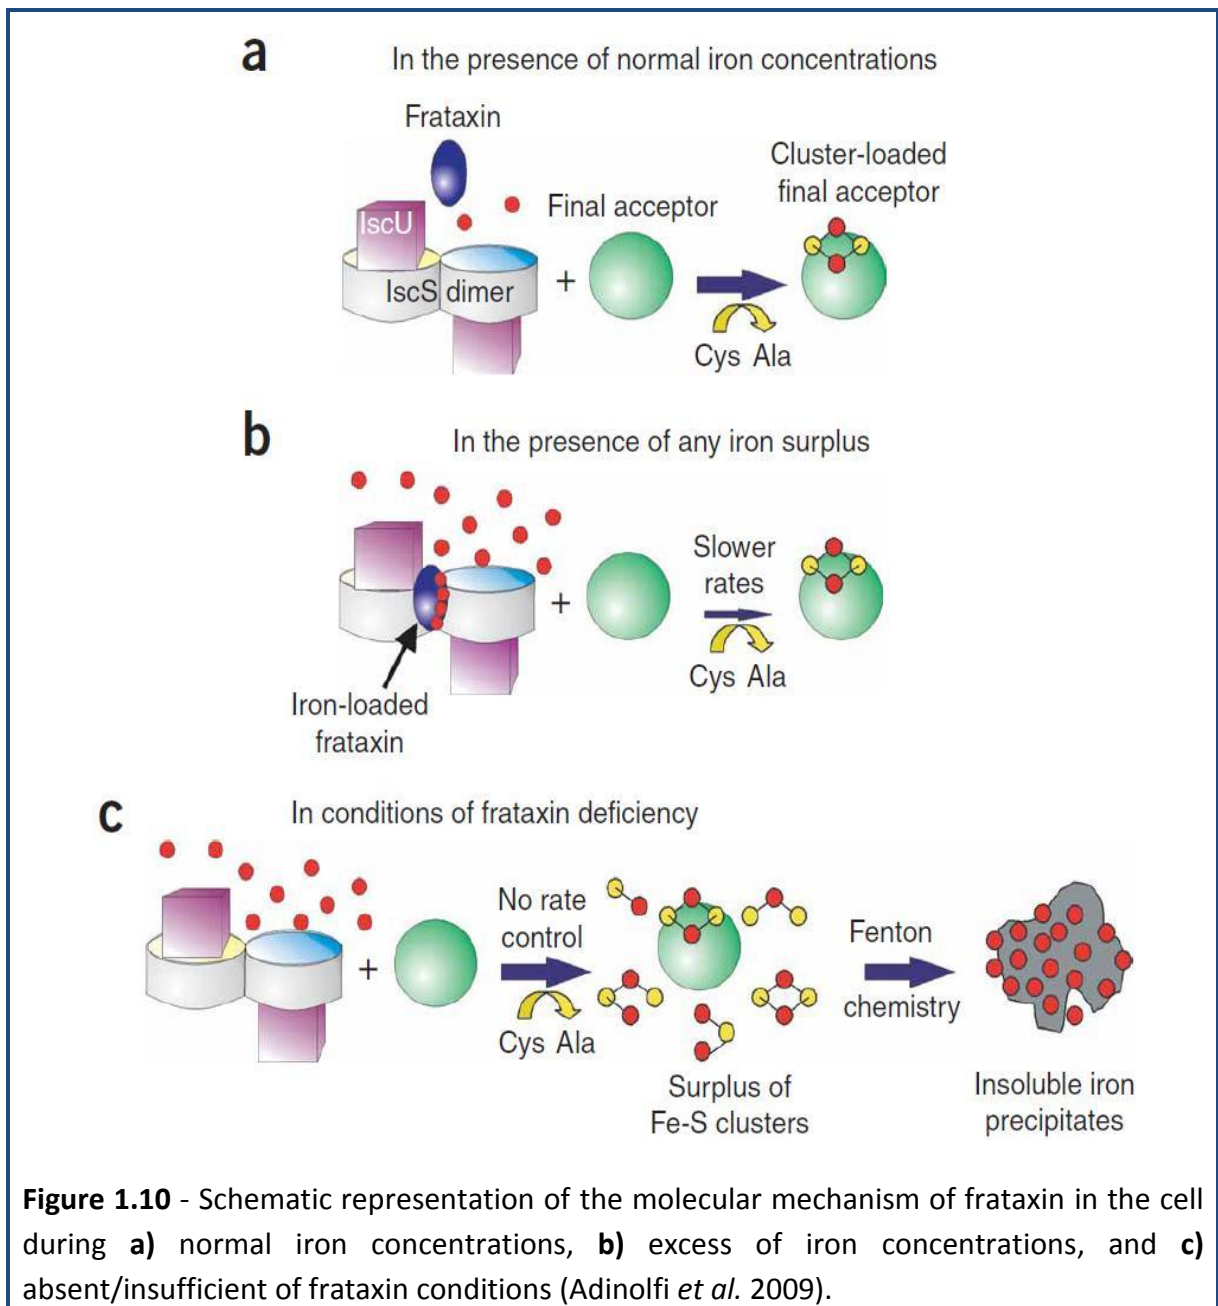 a
In the presence of normal iron concentrations
Frataxin
Cluster-loaded
final acceptor
Final acceptor
IscU
IscS dimer
+
Cys Ala
b
In the presence of any iron surplus
Slower
rates
+
Cys Ala
Iron-loaded
frataxin
c
In conditions of frataxin deficiency
No rate
control
+
Cys Ala
Fenton
chemistry
Surplus of
Fe-S clusters
Insoluble iron
precipitates
Figure 1.10 - Schematic representation of the molecular mechanism of frataxin in the cell
during a) normal iron concentrations, b) excess of iron concentrations, and c)
absent/insufficient of frataxin conditions (Adinolfi et al. 2009).